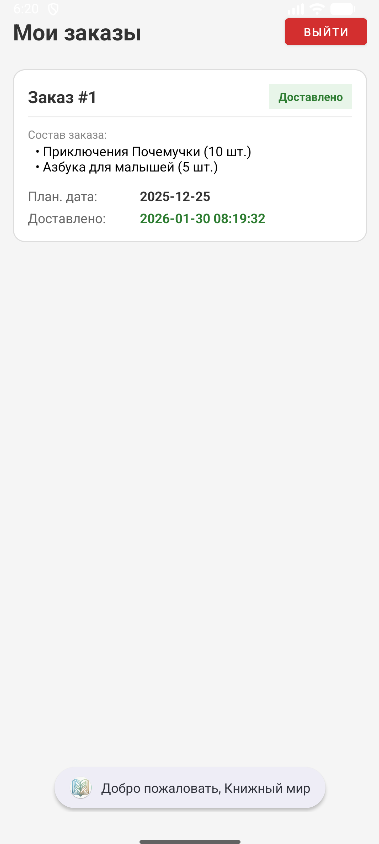 5:20
Мои заказы
ВЫЙТИ
Заказ #1
Доставлено
Состав заказа:
• Приключения Почемучки (10 шт.)
• Азбука для малышей (5 шт.)
План. дата: 2025-12-25
Доставлено: 2026-01-30 08:19:32
Добро пожаловать, Книжный мир